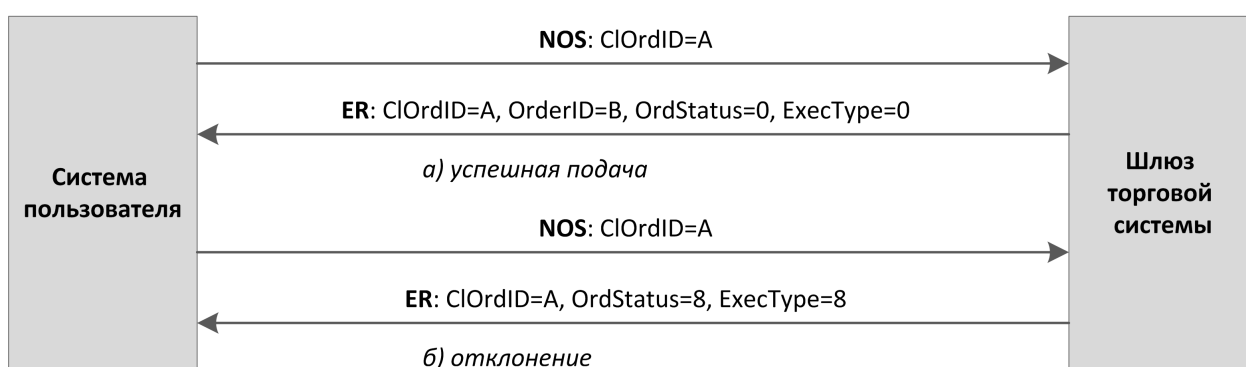 NOS: ClOrdID=A
ER: ClOrdID=A, OrderID=B, OrdStatus=0, ExecType=0
а) успешная подача
Система
пользователя
Шлюз
торговой
системы
NOS: ClOrdID=A
ER: ClOrdID=A, OrdStatus=8, ExecType=8
б) отклонение